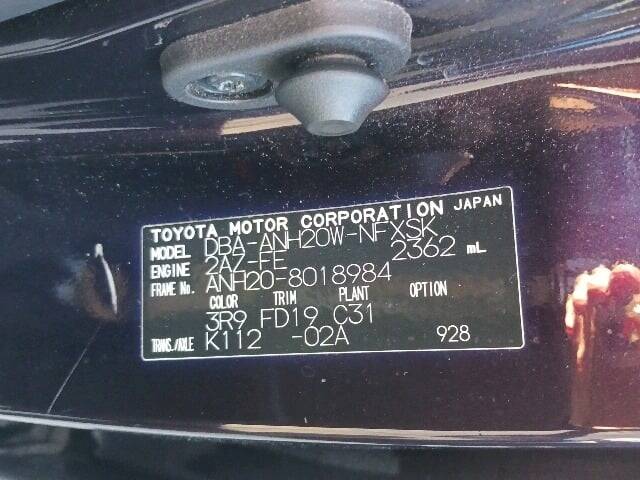 TOYOTA MOTOR CORPORATION JAPAN
MODEL DBA-ANH20W-NFXSK
ENGINE 2AZ-FE 2362 mL
FRAME No. ANH20-8018984
COLOR TRIM PLANT OPTION
3R9 FD19 C31
TRANS./AXLE K112 -02A 928